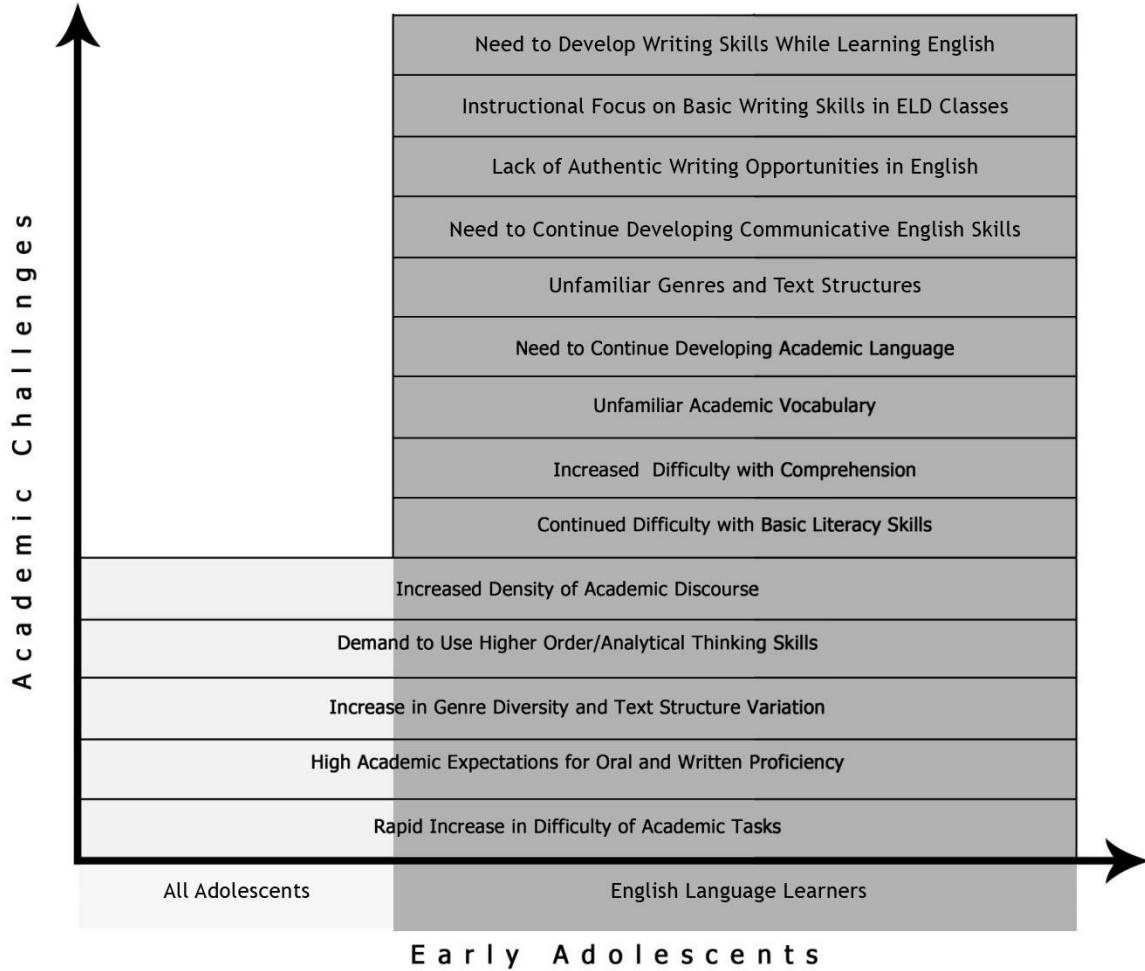 Need to Develop Writing Skills While Learning English
Instructional Focus on Basic Writing Skills in ELD Classes
Lack of Authentic Writing Opportunities in English
Need to Continue Developing Communicative English Skills
Unfamiliar Genres and Text Structures
Need to Continue Developing Academic Language
Unfamiliar Academic Vocabulary
Increased Difficulty with Comprehension
Continued Difficulty with Basic Literacy Skills
Increased Density of Academic Discourse
Demand to Use Higher Order/Analytical Thinking Skills
Increase in Genre Diversity and Text Structure Variation
High Academic Expectations for Oral and Written Proficiency
Rapid Increase in Difficulty of Academic Tasks
Academic Challenges
All Adolescents
English Language Learners
Early Adolescents